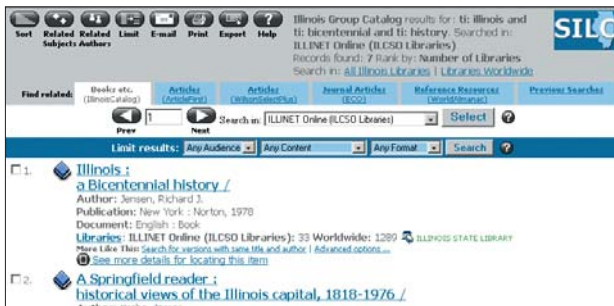 Illinois Group Catalog results for: ti: illinois and
ti: bicentennial and ti: history. Searched in:
ILLINET Online (ILCSO Libraries)
Records found: 7 Rank by: Number of Libraries
Search in: All Illinois Libraries | Libraries Worldwide
SILC
Sort Related Subjects Related Authors Limit E-mail Print Export Help
Find related: Books etc. (IllinoisCatalog) Articles (ArticleFirst) Articles (WilsonSelectPlus) Journal Articles (ECO) Reference Resources (WorldAlmanac) Previous Searches
Prev 1 Next Search in: ILLINET Online (ILCSO Libraries) Select ?
Limit results: Any Audience Any Content Any Format Search ?
1. Illinois :
a Bicentennial history /
Author: Jensen, Richard J.
Publication: New York : Norton, 1978
Document: English : Book
Libraries: ILLINET Online (ILCSO Libraries): 33 Worldwide: 1289 ILLINOIS STATE LIBRARY
More Like This: Search for versions with same title and author | Advanced options ...
See more details for locating this item
2. A Springfield reader :
historical views of the Illinois capital, 1818-1976 /